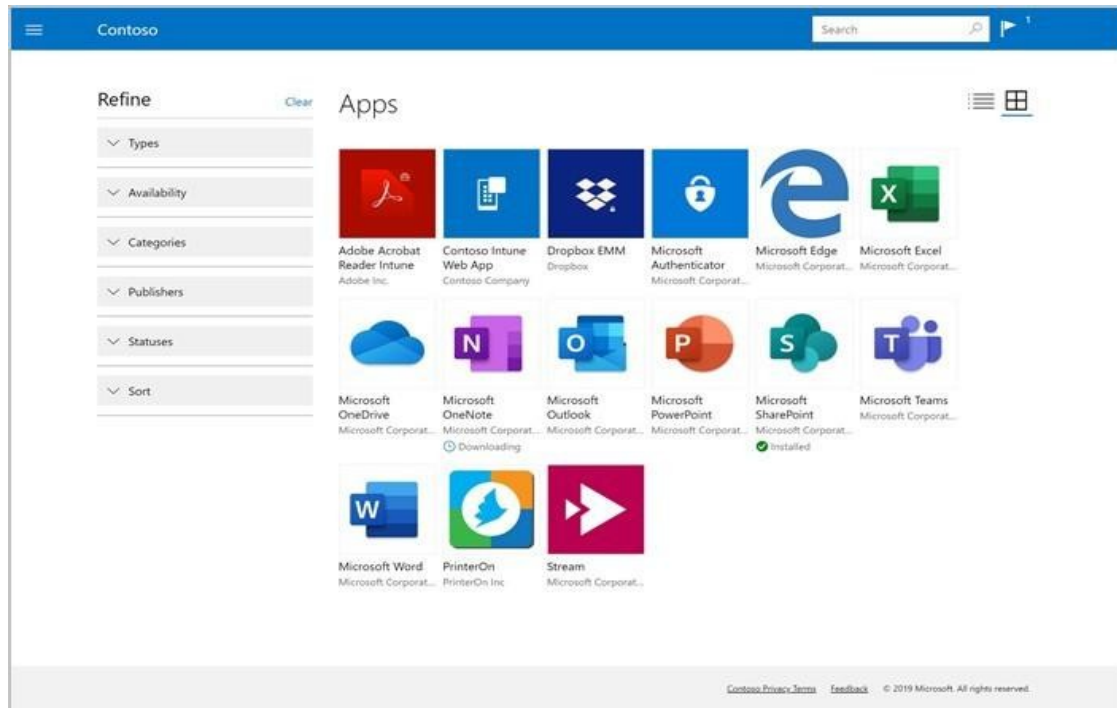 Contoso
Search
1
Refine
Clear
Apps
Types
Availability
Categories
Publishers
Statuses
Sort
Adobe Acrobat
Reader Intune
Adobe Inc.
Contoso Intune
Web App
Contoso Company
Dropbox EMM
Dropbox
Microsoft
Authenticator
Microsoft Corporat...
Microsoft Edge
Microsoft Corporat...
X
Microsoft Excel
Microsoft Corporat...
Microsoft
OneDrive
Microsoft Corporat...
N
Microsoft
OneNote
Microsoft Corporat...
Downloading
O
Microsoft
Outlook
Microsoft Corporat...
P
Microsoft
PowerPoint
Microsoft Corporat...
S
Microsoft
SharePoint
Microsoft Corporat...
Installed
T
Microsoft Teams
Microsoft Corporat...
W
Microsoft Word
Microsoft Corporat...
PrinterOn
PrinterOn Inc
Stream
Microsoft Corporat...
Contoso Privacy Terms Feedback © 2019 Microsoft. All rights reserved.